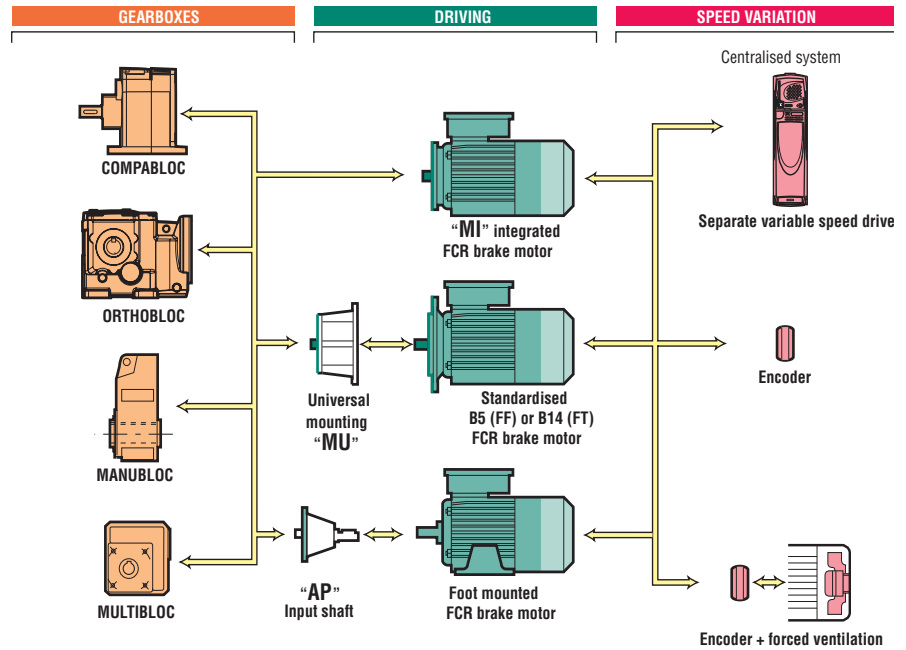 GEARBOXES
DRIVING
SPEED VARIATION
Centralised system
COMPABLOC
"MI" integrated
FCR brake motor
Separate variable speed drive
ORTHOBLOC
Universal
mounting
"MU"
Standardised
B5 (FF) or B14 (FT)
FCR brake motor
Encoder
MANUBLOC
MULTIBLOC
"AP"
Input shaft
Foot mounted
FCR brake motor
Encoder + forced ventilation